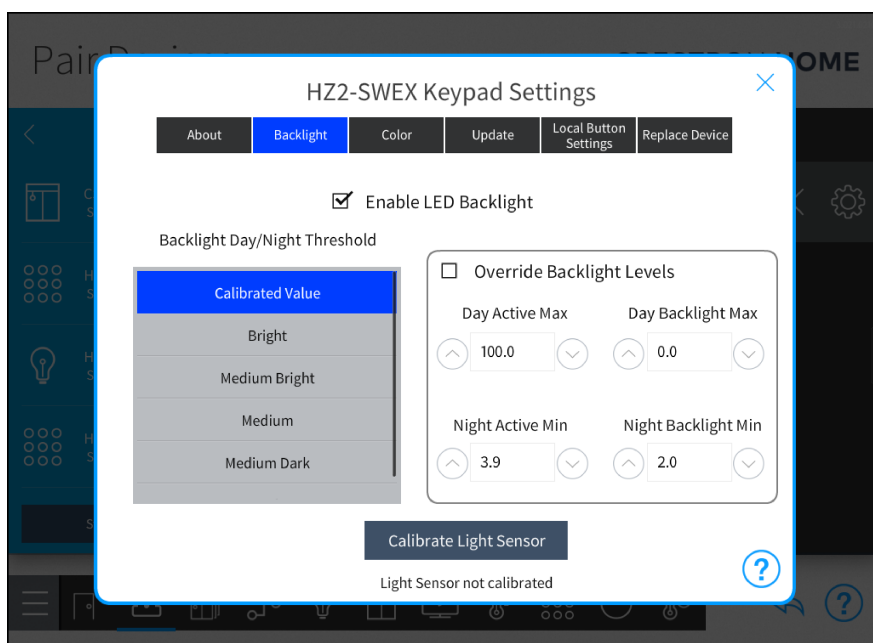 Pair
OME
HZ2-SWEX Keypad Settings
About
Backlight
Color
Update
Local Button
Settings
Replace Device
Enable LED Backlight
Backlight Day/Night Threshold
Calibrated Value
Bright
Medium Bright
Medium
Medium Dark
Override Backlight Levels
Day Active Max
Day Backlight Max
100.0
0.0
Night Active Min
Night Backlight Min
3.9
2.0
Calibrate Light Sensor
Light Sensor not calibrated
?
?
C
S
H
S
H
S
H
S
S